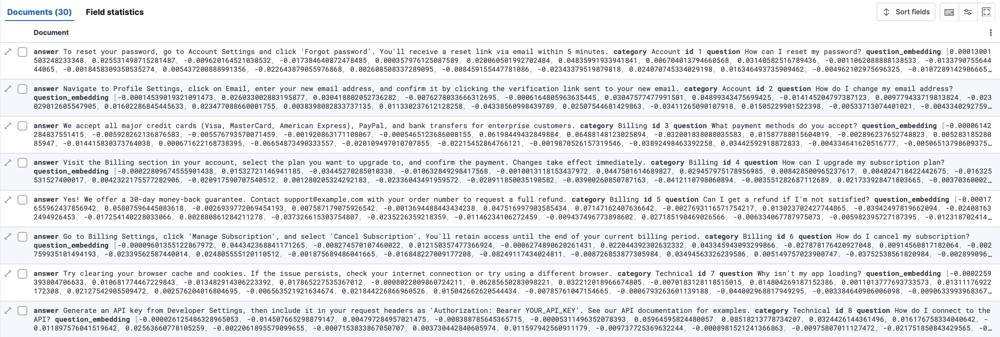 Documents (30) Field statistics Sort fields
Document
answer To reset your password, go to Account Settings and click 'Forgot password'. You'll receive a reset link via email within 5 minutes. category Account id 1 question How can I reset my password? question_embedding [0.00013001
503248233348, 0.025531498715281487, -0.009620164521038532, -0.017384640872478485, 0.000357976125087589, 0.020060501992702484, 0.04835991933941841, 0.006704013794660568, 0.03140582516789436, -0.0011062088888138533, -0.0133790755644
44065, -0.0018458309350535274, 0.005437200888991356, -0.022643879055976868, 0.002608508337289095, -0.008459155447781086, -0.02343379519879818, 0.024070745334029198, 0.016346493735909462, -0.004962102975696325, -0.0107289142906665…
answer Navigate to Profile Settings, click on Email, enter your new email address, and confirm it by clicking the verification link sent to your new email. category Account id 2 question How do I change my email address?
question_embedding [-0.00014539019321091473, 0.026033002883195877, 0.030418802052736282, -0.0076278033666312695, -0.0006164805963635445, 0.03047577477991581, 0.04899343475699425, -0.014145204797387123, 0.009779433719813824, -0.023
029012605547905, 0.01602286845445633, 0.023477088660001755, 0.0038398082833737135, 0.011330237612128258, -0.04338560998439789, 0.02507544681429863, -0.03411265090107918, 0.01505229901522398, -0.00533713074401021, -0.0043340292759…
answer We accept all major credit cards (Visa, MasterCard, American Express), PayPal, and bank transfers for enterprise customers. category Billing id 3 question What payment methods do you accept? question_embedding [-0.00006142
284837551415, -0.005928262136876583, -0.005576793570071459, -0.001920863171108067, -0.0005465123686008155, 0.06198449432849884, 0.06488148123025894, -0.032001838088035583, 0.01587788015604019, -0.002896237652748823, 0.005283185280
85947, -0.014415830373764038, 0.000671622168738395, -0.06654873490333557, -0.020109497010707855, -0.02215452864766121, -0.0019870526157319546, -0.03892498463392258, 0.03442592918872833, -0.004334641620516777, -0.00506513798609375…
answer Visit the Billing section in your account, select the plan you want to upgrade to, and confirm the payment. Changes take effect immediately. category Billing id 4 question How can I upgrade my subscription plan?
question_embedding [-0.00022809674555901438, 0.01532721146941185, -0.03445270285010338, -0.010632849298417568, -0.0010013118153437972, 0.0447501614689827, 0.029457975178956985, 0.008428500965237617, 0.004024718422442675, -0.016325
531527400017, 0.0042322175577282906, -0.020917590707540512, 0.001280205324292183, -0.02336043491959572, -0.020911850035190582, -0.03900260850787163, -0.0412110798060894, -0.003551282687112689, 0.021733928471803665, -0.00370360002…
answer Yes! We offer a 30-day money-back guarantee. Contact support@example.com with your order number to request a full refund. category Billing id 5 question Can I get a refund if I'm not satisfied? question_embedding [-0.00017
655962437856942, 0.05807596445083618, -0.0026939772069454193, 0.007587179075926542, -0.0013694488443434238, 0.047516997903585434, 0.07147162407636642, -0.0027693116571754217, 0.013023702427744865, -0.03942497819662094, -0.02408163
2494926453, -0.017254140228033066, 0.002880861284211278, -0.037326615303754807, -0.0235226359218359, -0.01146234106272459, -0.009437496773898602, 0.027185190469026566, -0.006334067787975073, -0.005982395727187395, -0.012318702414…
answer Go to Billing Settings, click 'Manage Subscription', and select 'Cancel Subscription'. You'll retain access until the end of your current billing period. category Billing id 6 question How do I cancel my subscription?
question_embedding [-0.00009601355122867972, 0.044342368841171265, -0.008274570107460022, 0.012150357477366924, -0.0006274890620261431, 0.022044392302632332, 0.043345943093299866, -0.027878176420927048, 0.00914560817182064, -0.002
759935101494193, -0.02339562587440014, 0.024805555120110512, -0.001875689486041665, -0.016848227009177208, -0.08249117434024811, -0.008726853877305984, 0.03494563326239586, 0.005149757023900747, -0.03752538561820984, -0.002899096…
answer Try clearing your browser cache and cookies. If the issue persists, check your internet connection or try using a different browser. category Technical id 7 question Why isn't my app loading? question_embedding [-0.0002259
393804706633, 0.010681774467229843, -0.013482914306223392, 0.017865227535367012, -0.0008022009860724211, 0.06285650283098221, 0.032212018966674805, -0.0070183128118515015, 0.014804269187152386, 0.0011013777693733573, 0.01311176922
172308, 0.02127542905509472, 0.002576204016804695, -0.006563521921634674, 0.021844226866960526, 0.015042662620544434, -0.00785761047154665, -0.0006793263601139188, -0.044002968817949295, -0.003384640906006098, -0.0090633993968367…
answer Generate an API key from Developer Settings, then include it in your request headers as 'Authorization: Bearer YOUR_API_KEY'. See our API documentation for examples. category Technical id 8 question How do I connect to the
API? question_embedding [-0.000026125486328965053, -0.014507665298879147, 0.004797284957021475, -0.008388785645365715, -0.00005311496352078393, 0.05964595824480057, 0.08518213778734207, 0.0324426144361496, 0.016176758334040642, -
0.011897576041519642, 0.02563660778105259, -0.0022061895579099655, -0.0007153833867050707, 0.003730442840605974, 0.011597942560911179, -0.009737725369632244, -0.0008981521241366863, -0.00975807011127472, -0.021751850843429565, -0…